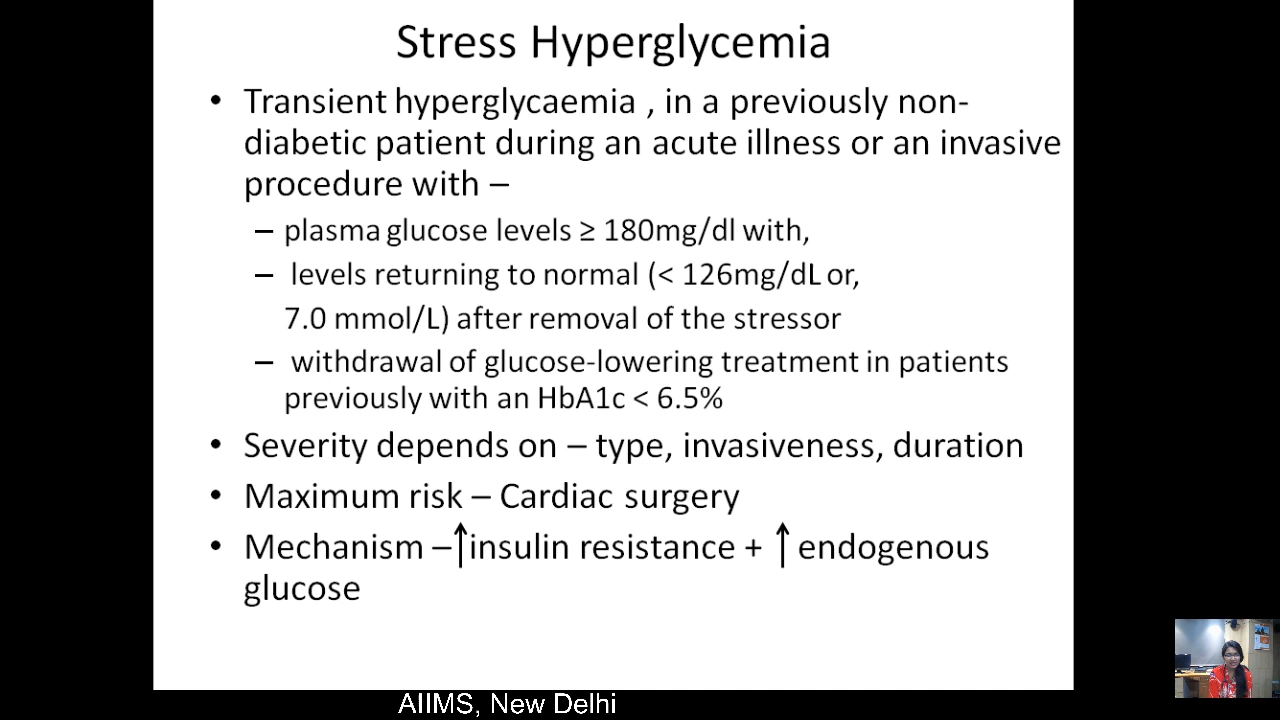 Stress Hyperglycemia
• Transient hyperglycaemia , in a previously non-
diabetic patient during an acute illness or an invasive
procedure with –
– plasma glucose levels ≥ 180mg/dl with,
– levels returning to normal (< 126mg/dL or,
7.0 mmol/L) after removal of the stressor
– withdrawal of glucose-lowering treatment in patients
previously with an HbA1c < 6.5%
• Severity depends on – type, invasiveness, duration
• Maximum risk – Cardiac surgery
• Mechanism –↑insulin resistance + ↑ endogenous
glucose
AIIMS, New Delhi